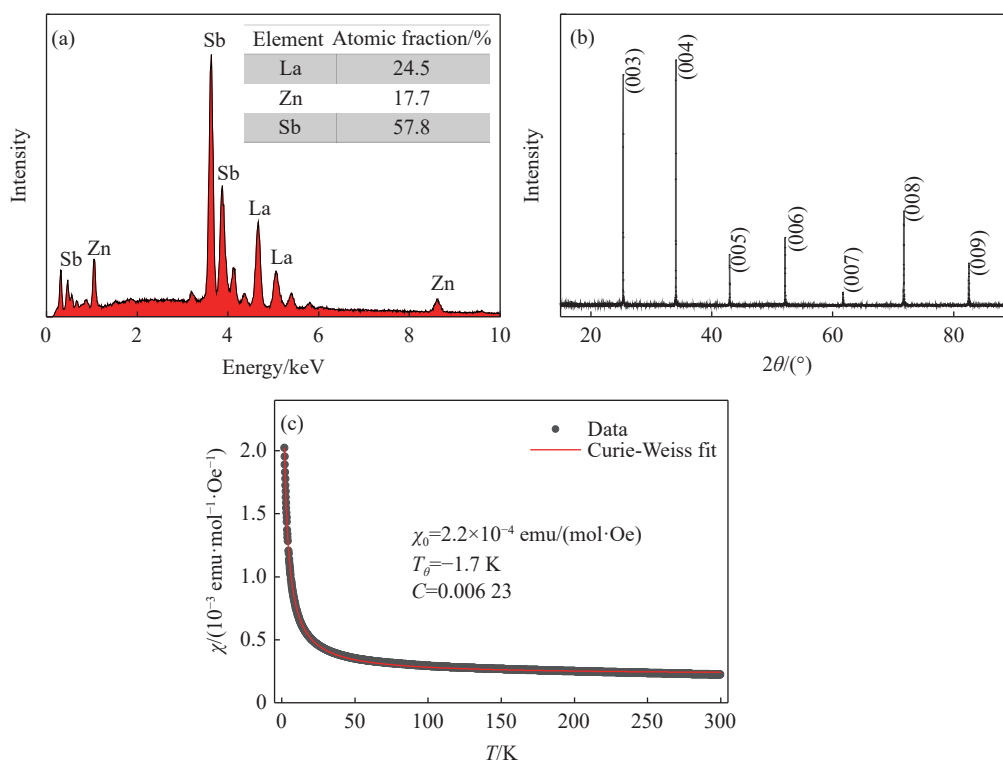 (a)
Sb
Element Atomic fraction/%
La 24.5
Zn 17.7
Sb 57.8
Sb
La
La
Sb
Zn
Zn
Intensity
0 2 4 6 8 10
Energy/keV
(b)
(003)
(004)
(005)
(006)
(007)
(008)
(009)
Intensity
20 40 60 80
2θ/(°)
(c)
Data
Curie-Weiss fit
χ₀=2.2×10⁻⁴ emu/(mol·Oe)
T_θ=−1.7 K
C=0.006 23
χ/(10⁻³ emu·mol⁻¹·Oe⁻¹)
2.0
1.5
1.0
0.5
0
0 50 100 150 200 250 300
T/K